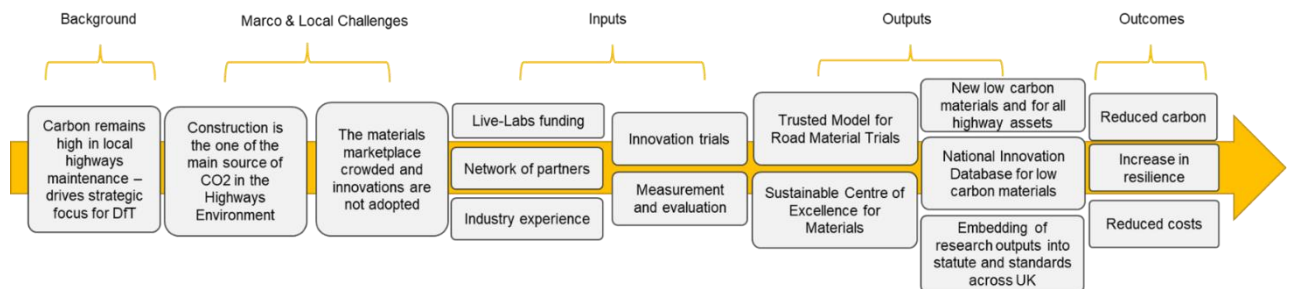 Background
Marco & Local Challenges
Inputs
Outputs
Outcomes
Carbon remains
high in local
highways
maintenance –
drives strategic
focus for DfT
Construction is
the one of the
main source of
CO2 in the
Highways
Environment
The materials
marketplace
crowded and
innovations are
not adopted
Live-Labs funding
Network of partners
Industry experience
Innovation trials
Measurement
and evaluation
Trusted Model for
Road Material Trials
Sustainable Centre of
Excellence for
Materials
New low carbon
materials and for all
highway assets
National Innovation
Database for low
carbon materials
Embedding of
research outputs into
statute and standards
across UK
Reduced carbon
Increase in
resilience
Reduced costs